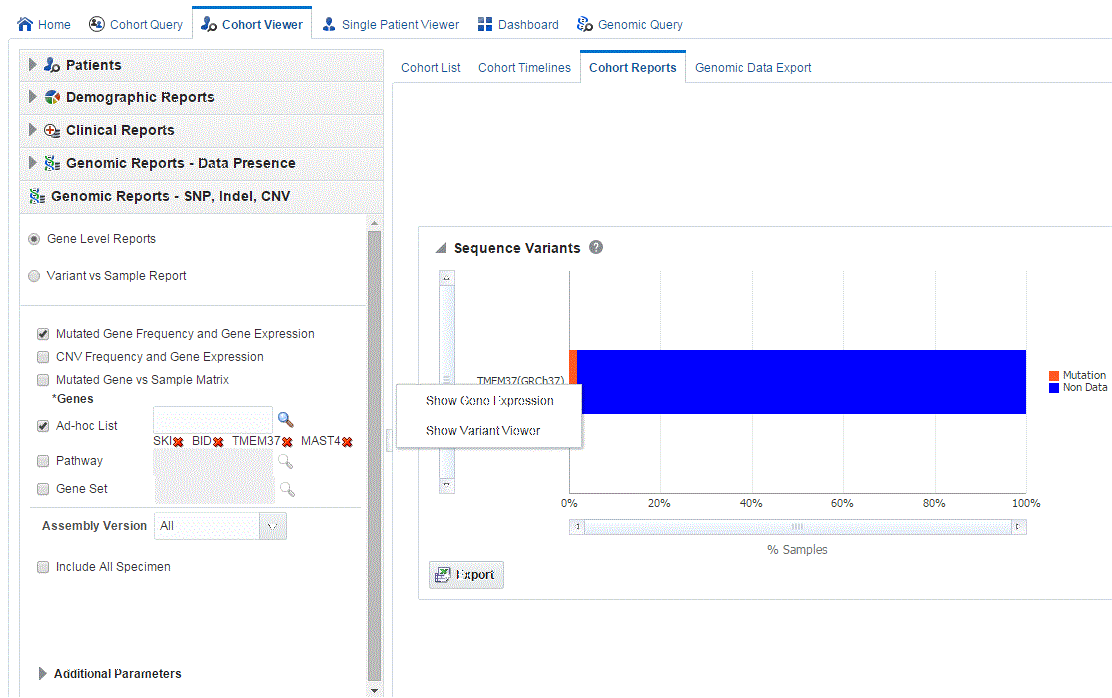 Home Cohort Query Cohort Viewer Single Patient Viewer Dashboard Genomic Query
Patients
Demographic Reports
Clinical Reports
Genomic Reports - Data Presence
Genomic Reports - SNP, Indel, CNV
Gene Level Reports
Variant vs Sample Report
Mutated Gene Frequency and Gene Expression
CNV Frequency and Gene Expression
Mutated Gene vs Sample Matrix
*Genes
Ad-hoc List
SKI BID TMEM37 MAST4
Pathway
Gene Set
Assembly Version All
Include All Specimen
Additional Parameters
Cohort List Cohort Timelines Cohort Reports Genomic Data Export
Sequence Variants ?
TMEM37(GRCh37)
Show Gene Expression
Show Variant Viewer
Mutation
Non Data
0% 20% 40% 60% 80% 100%
% Samples
Export